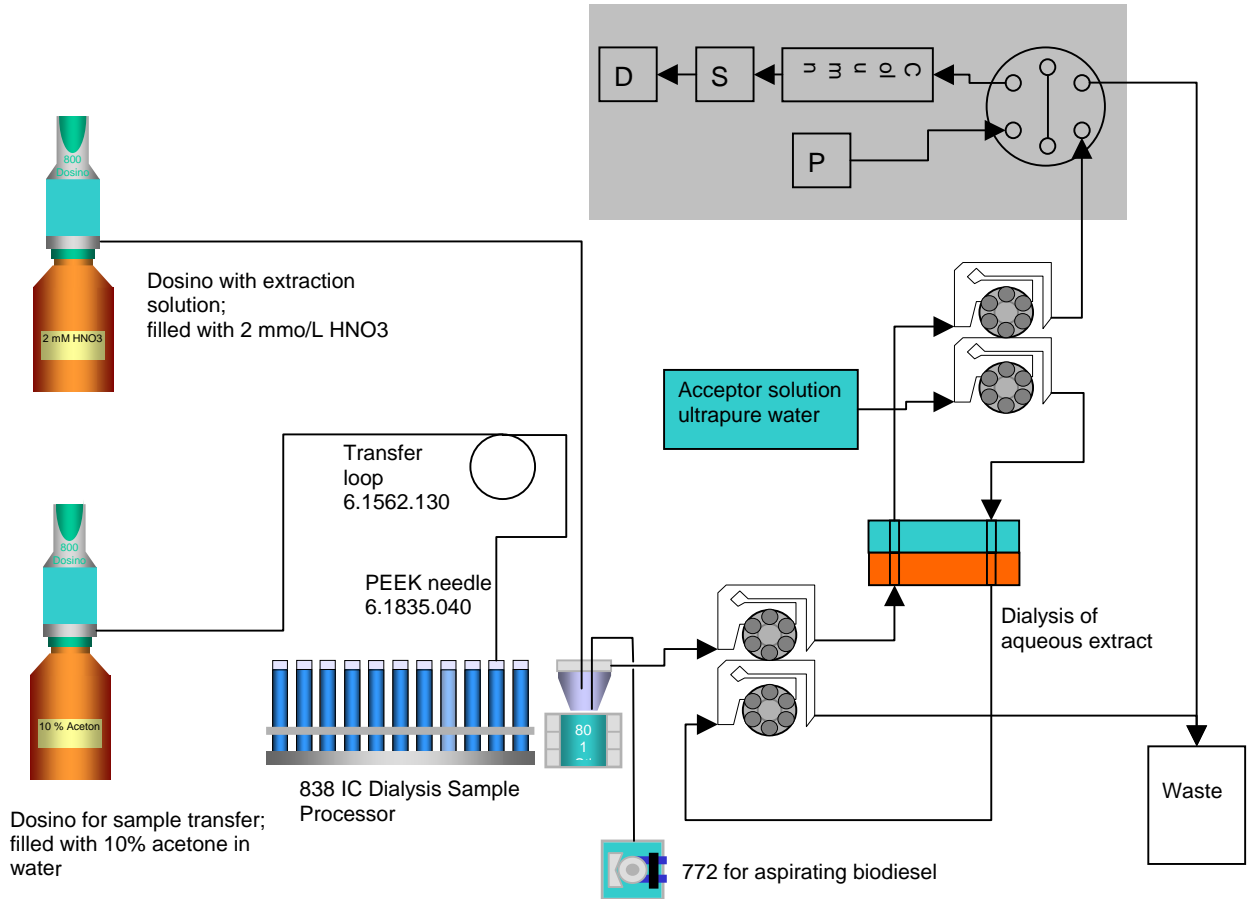 D
S
Column
P
800
Dosino
2 mM HNO3
Dosino with extraction
solution;
filled with 2 mmo/L HNO3
Acceptor solution
ultrapure water
Transfer
loop
6.1562.130
800
Dosino
PEEK needle
6.1835.040
Dialysis of
aqueous extract
10 % Aceton
80
1
838 IC Dialysis Sample
Processor
Waste
Dosino for sample transfer;
filled with 10% acetone in
water
772 for aspirating biodiesel